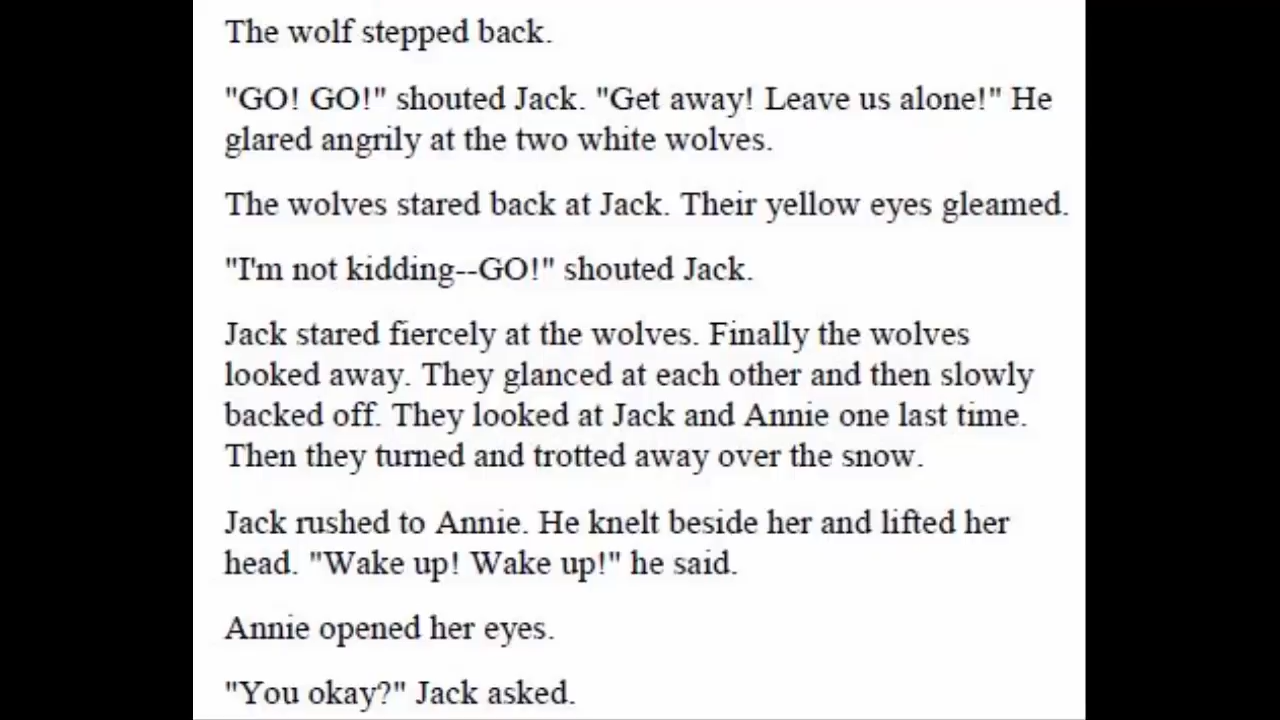 The wolf stepped back.
"GO! GO!" shouted Jack. "Get away! Leave us alone!" He
glared angrily at the two white wolves.
The wolves stared back at Jack. Their yellow eyes gleamed.
"I'm not kidding--GO!" shouted Jack.
Jack stared fiercely at the wolves. Finally the wolves
looked away. They glanced at each other and then slowly
backed off. They looked at Jack and Annie one last time.
Then they turned and trotted away over the snow.
Jack rushed to Annie. He knelt beside her and lifted her
head. "Wake up! Wake up!" he said.
Annie opened her eyes.
"You okay?" Jack asked.